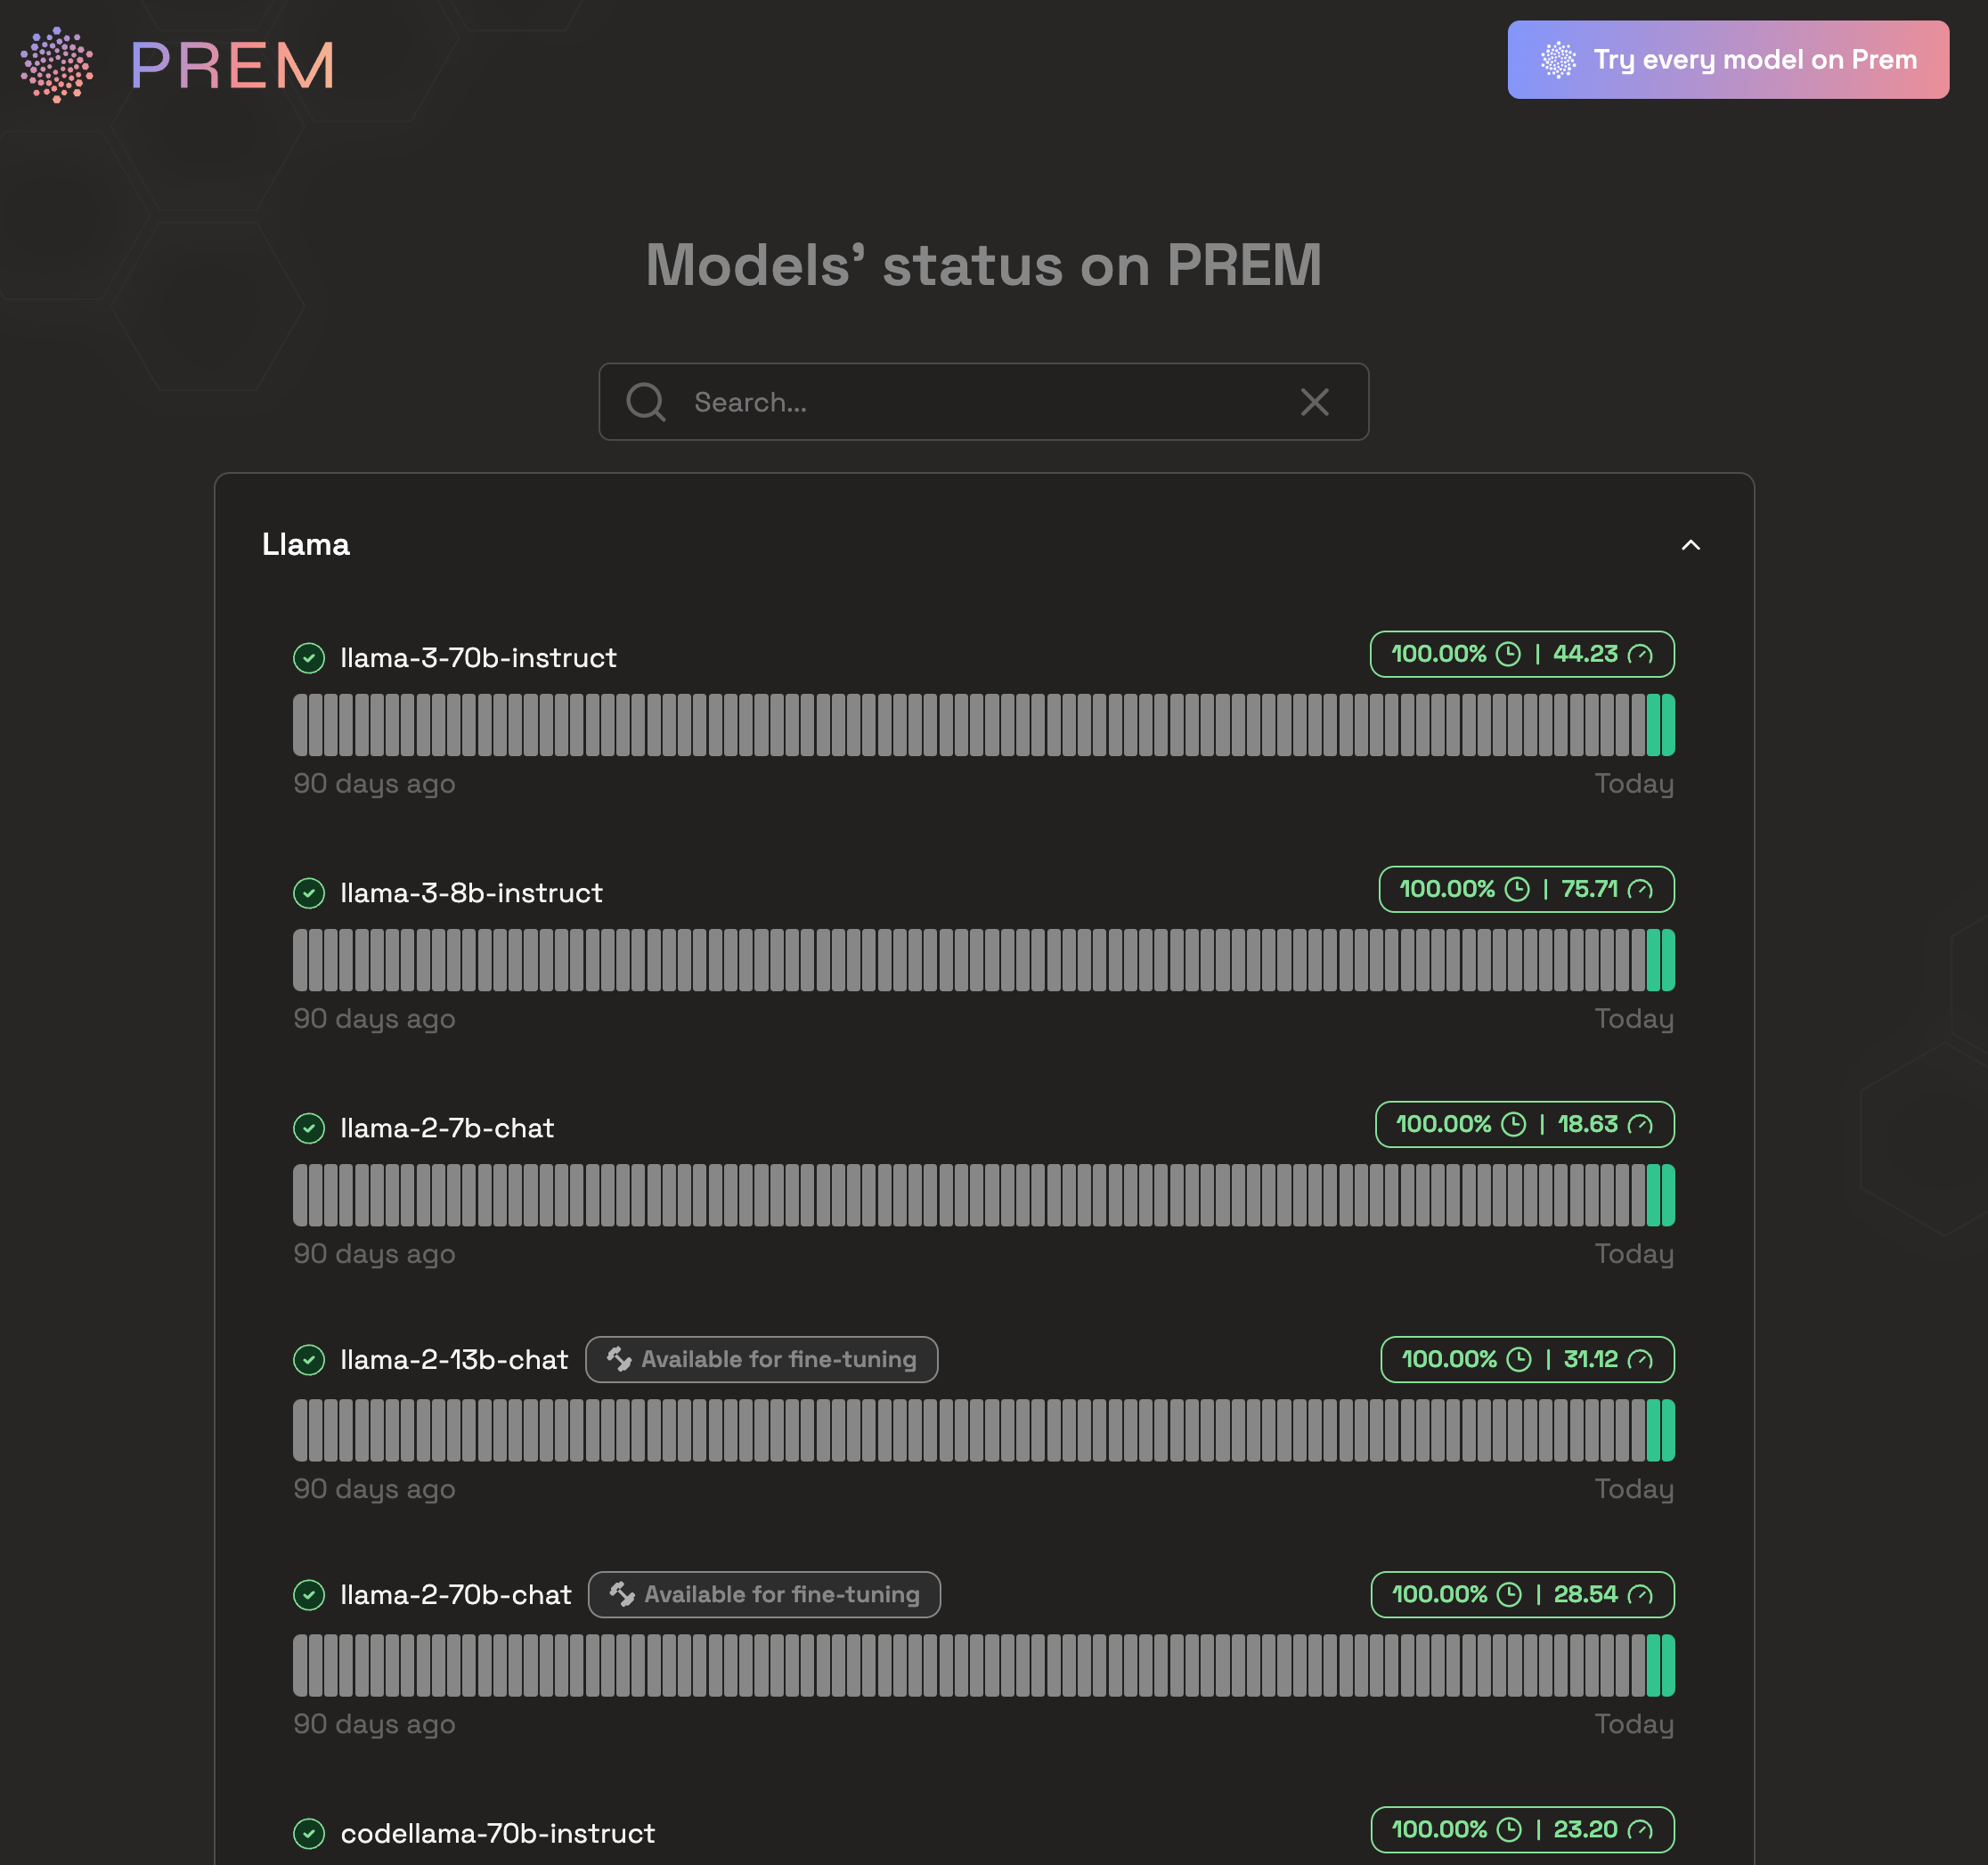 PREM
Try every model on Prem
Models’ status on PREM
Search...
Llama
llama-3-70b-instruct
100.00% | 44.23
90 days ago
Today
llama-3-8b-instruct
100.00% | 75.71
90 days ago
Today
llama-2-7b-chat
100.00% | 18.63
90 days ago
Today
llama-2-13b-chat
Available for fine-tuning
100.00% | 31.12
90 days ago
Today
llama-2-70b-chat
Available for fine-tuning
100.00% | 28.54
90 days ago
Today
codellama-70b-instruct
100.00% | 23.20